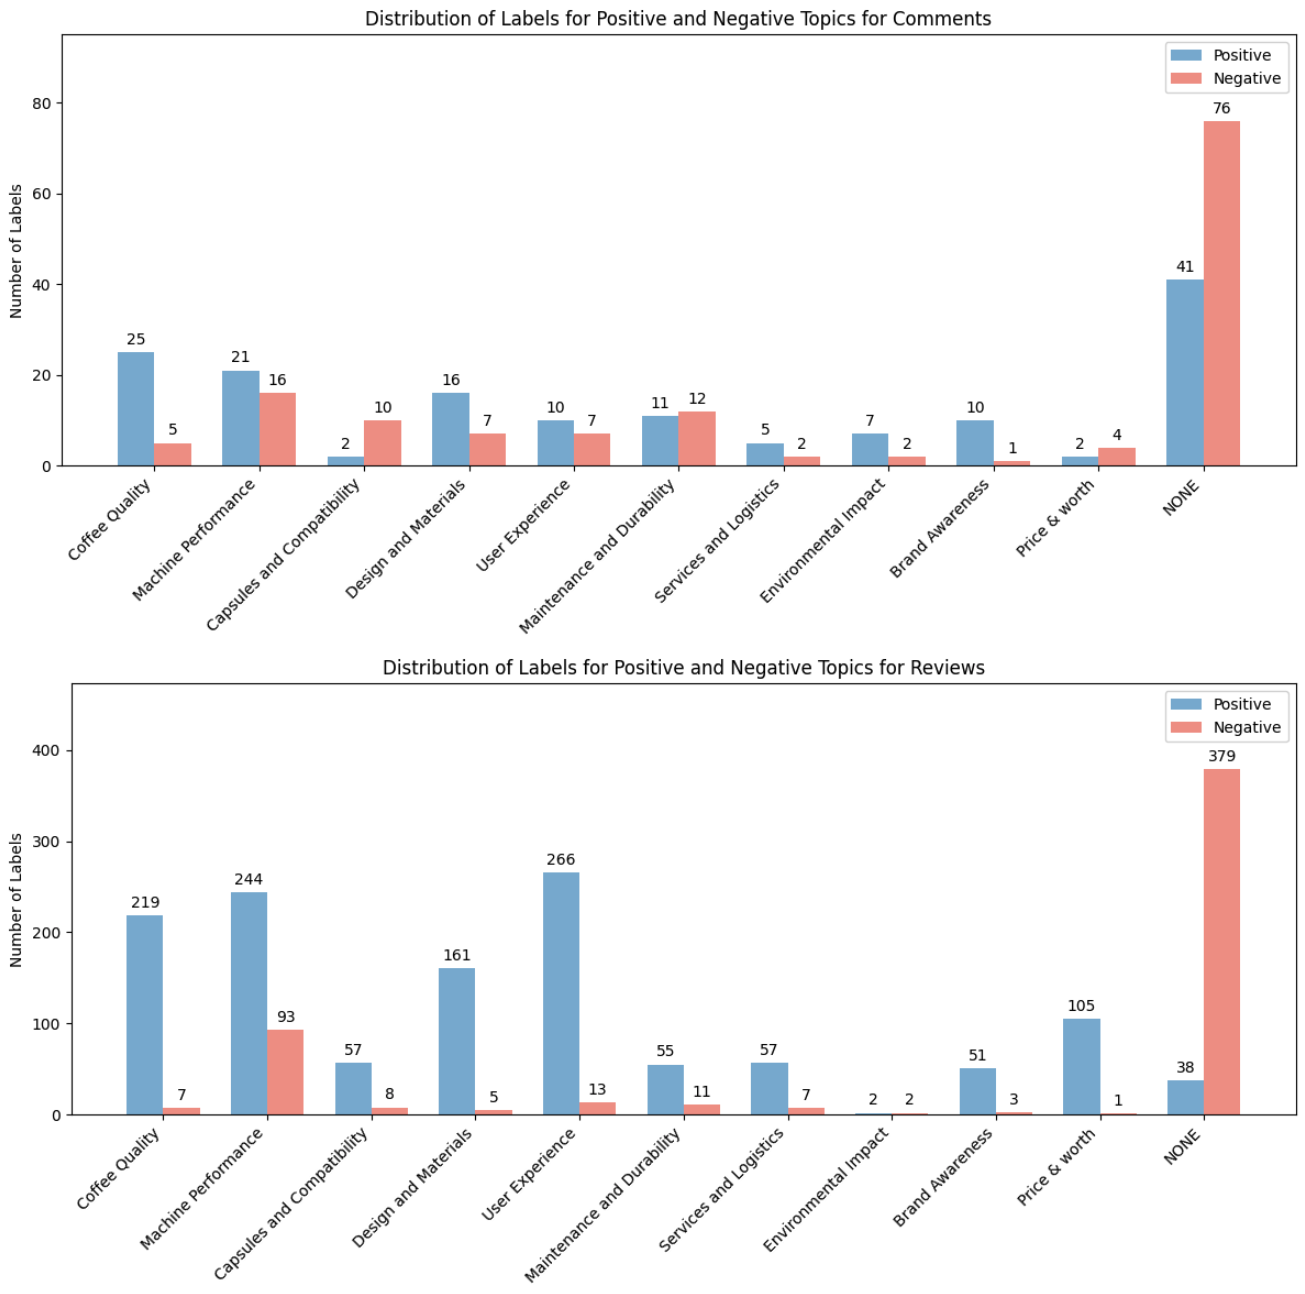 Distribution of Labels for Positive and Negative Topics for Comments
Positive
Negative
Number of Labels
80
60
40
20
0
25
5
21
16
2
10
16
7
10
7
11
12
5
2
7
2
10
1
2
4
41
76
Coffee Quality
Machine Performance
Capsules and Compatibility
Design and Materials
User Experience
Maintenance and Durability
Services and Logistics
Environmental Impact
Brand Awareness
Price & worth
NONE
Distribution of Labels for Positive and Negative Topics for Reviews
Positive
Negative
Number of Labels
400
300
200
100
0
219
7
244
93
57
8
161
5
266
13
55
11
57
7
2
2
51
3
105
1
38
379
Coffee Quality
Machine Performance
Capsules and Compatibility
Design and Materials
User Experience
Maintenance and Durability
Services and Logistics
Environmental Impact
Brand Awareness
Price & worth
NONE